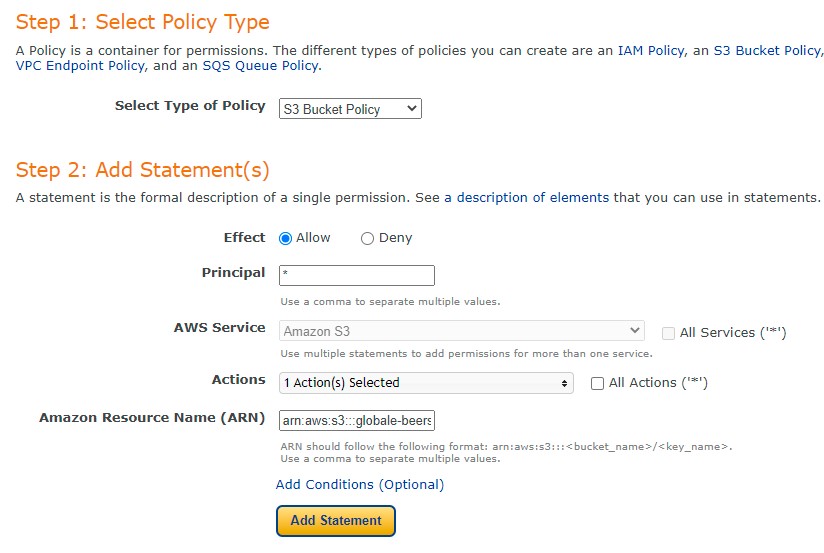 Step 1: Select Policy Type
A Policy is a container for permissions. The different types of policies you can create are an IAM Policy, an S3 Bucket Policy,
VPC Endpoint Policy, and an SQS Queue Policy.
Select Type of Policy S3 Bucket Policy
Step 2: Add Statement(s)
A statement is the formal description of a single permission. See a description of elements that you can use in statements.
Effect Allow Deny
Principal *
Use a comma to separate multiple values.
AWS Service Amazon S3 All Services ('*')
Use multiple statements to add permissions for more than one service.
Actions 1 Action(s) Selected All Actions ('*')
Amazon Resource Name (ARN) arn:aws:s3:::globale-beers
ARN should follow the following format: arn:aws:s3:::<bucket_name>/<key_name>.
Use a comma to separate multiple values.
Add Conditions (Optional)
Add Statement